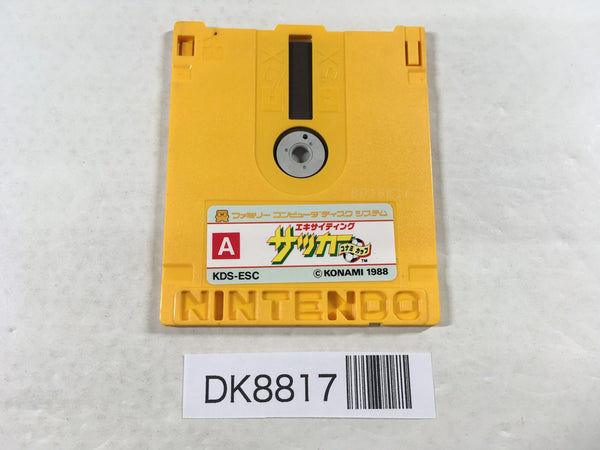 ファミリー コンピュータ ディスク システム
A
エキサイティング
サッカー
コナミ カップ
TM
KDS-ESC
© KONAMI 1988
NINTENDO
DK8817